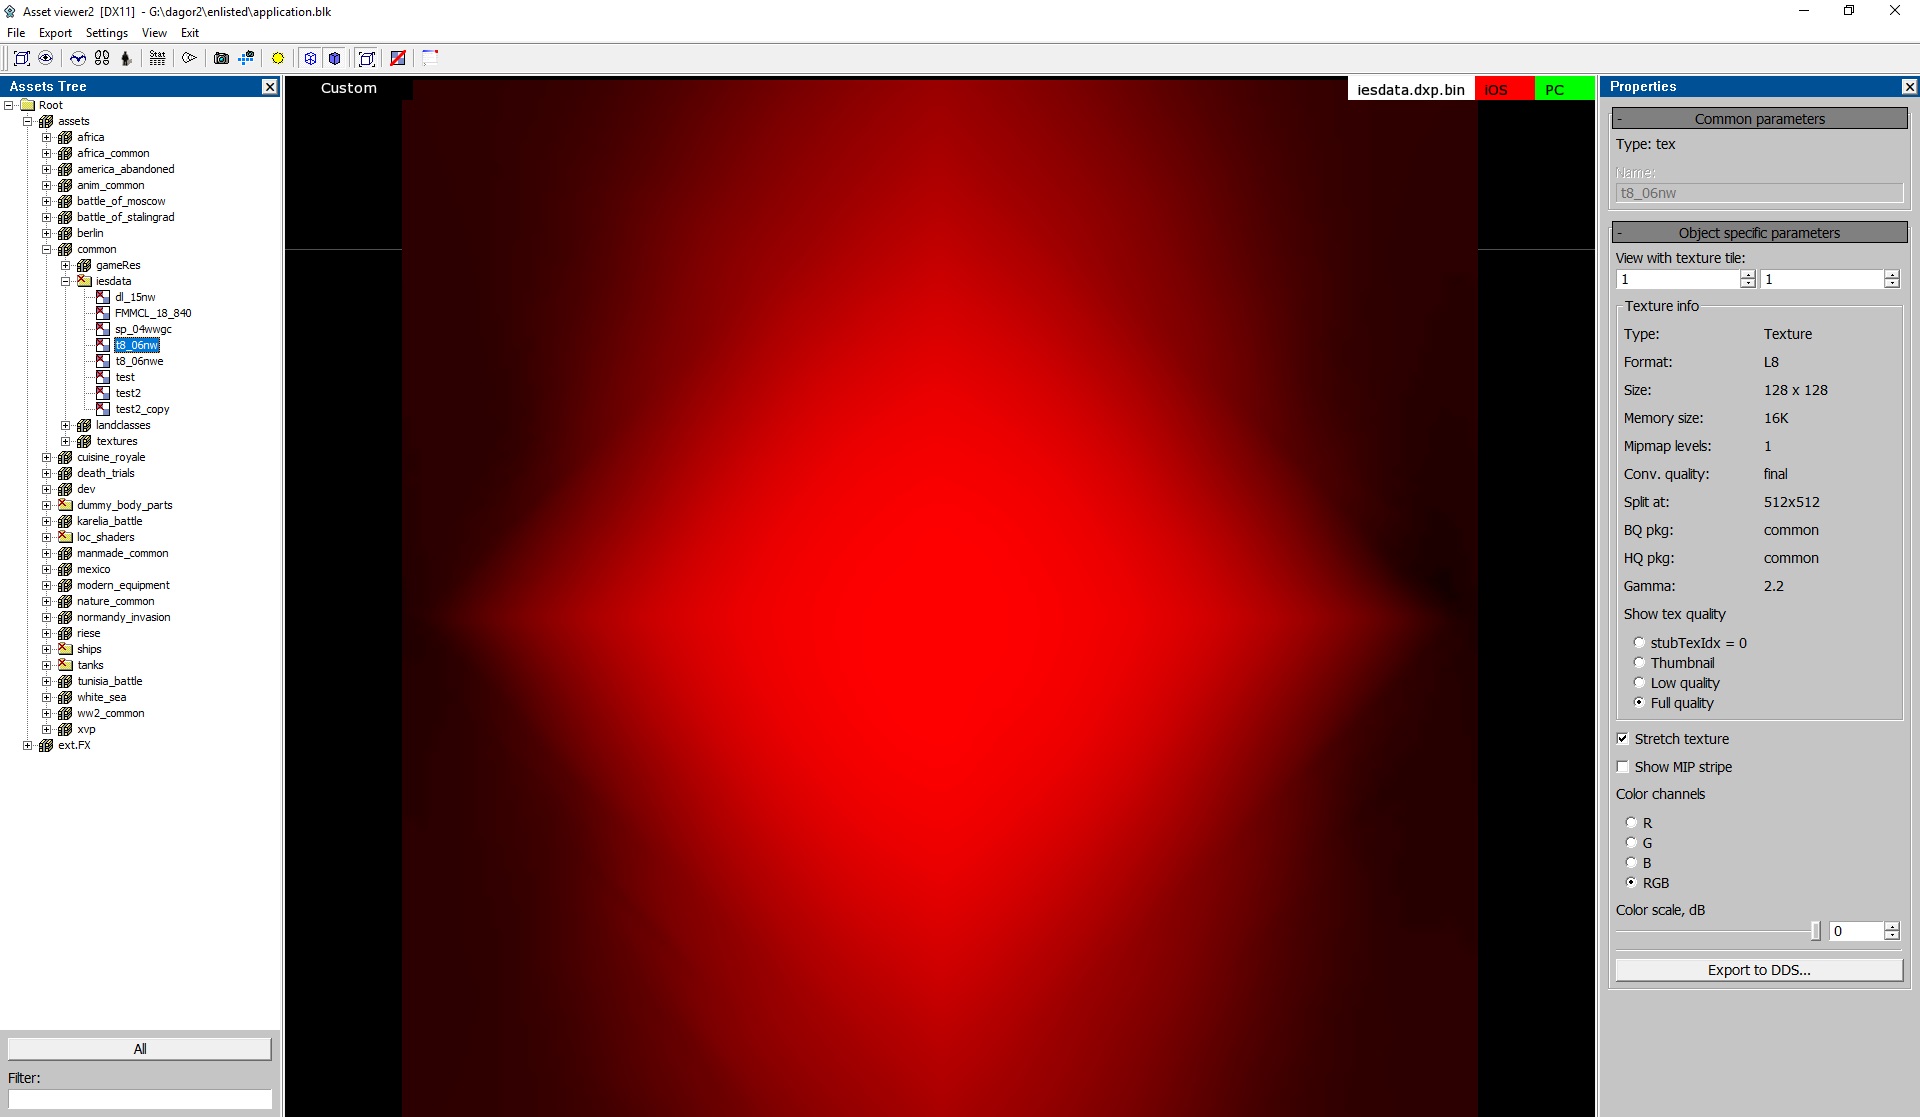 Asset viewer2 [DX11] - G:\dagor2\enlisted\application.blk
File Export Settings View Exit
Stat
Assets Tree
Root
assets
africa
africa_common
america_abandoned
anim_common
battle_of_moscow
battle_of_stalingrad
berlin
common
gameRes
iesdata
dl_15nw
FMMCL_18_840
sp_04wwgc
t8_06nw
t8_06nwe
test
test2
test2_copy
landclasses
textures
cuisine_royale
death_trials
dev
dummy_body_parts
karelia_battle
loc_shaders
manmade_common
mexico
modern_equipment
nature_common
normandy_invasion
riese
ships
tanks
tunisia_battle
white_sea
ww2_common
xvp
ext.FX
All
Filter:
Custom
iesdata.dxp.bin iOS PC
Properties
- Common parameters
Type: tex
Name:
t8_06nw
- Object specific parameters
View with texture tile:
1 1
Texture info
Type: Texture
Format: L8
Size: 128 x 128
Memory size: 16K
Mipmap levels: 1
Conv. quality: final
Split at: 512x512
BQ pkg: common
HQ pkg: common
Gamma: 2.2
Show tex quality
stubTexIdx = 0
Thumbnail
Low quality
Full quality
Stretch texture
Show MIP stripe
Color channels
R
G
B
RGB
Color scale, dB
0
Export to DDS...